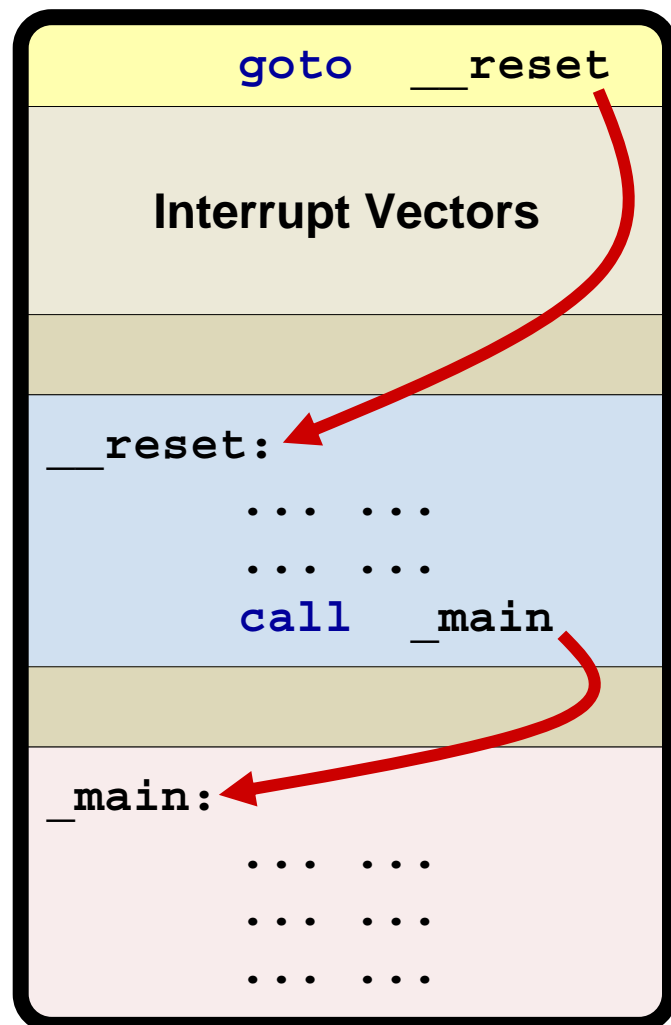 goto __reset
Interrupt Vectors
__reset:
... ...
... ...
call _main
_main:
... ...
... ...
... ...